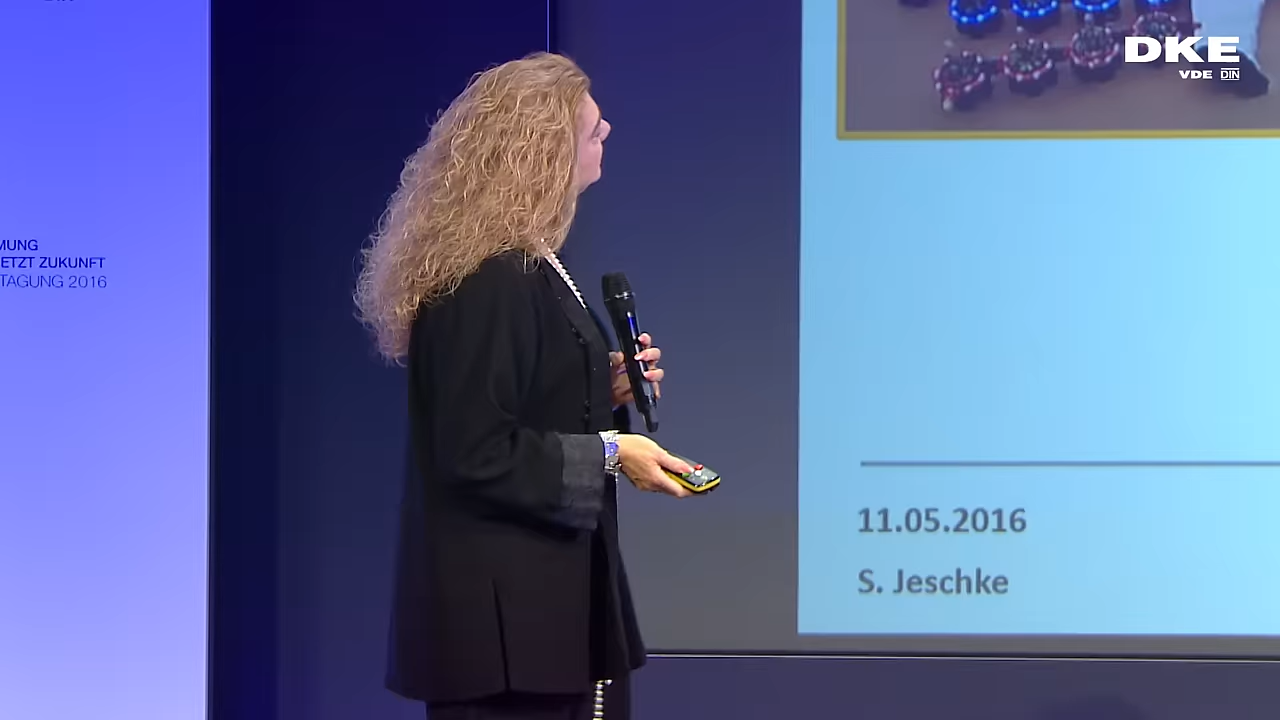 MUNG
ETZT ZUKUNFT
TAGUNG 2016
DKE
VDE DIN
11.05.2016
S. Jeschke